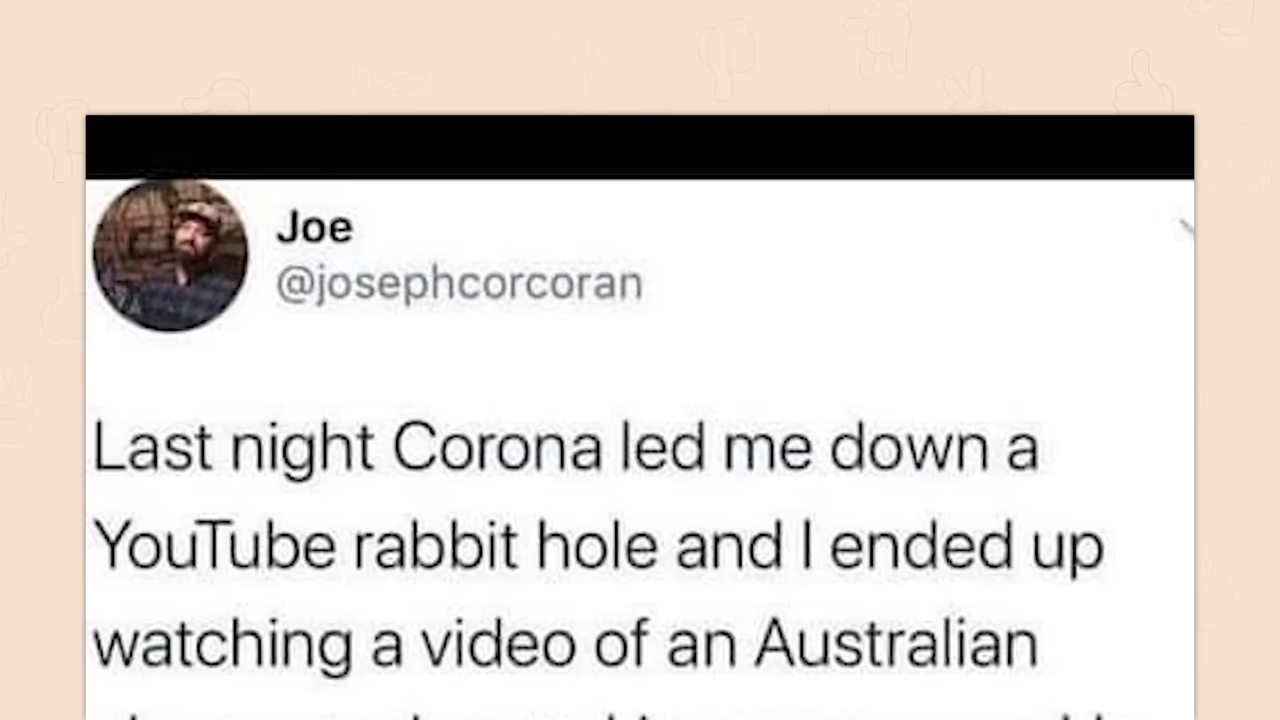 Joe
@josephcorcoran
Last night Corona led me down a
YouTube rabbit hole and I ended up
watching a video of an Australian